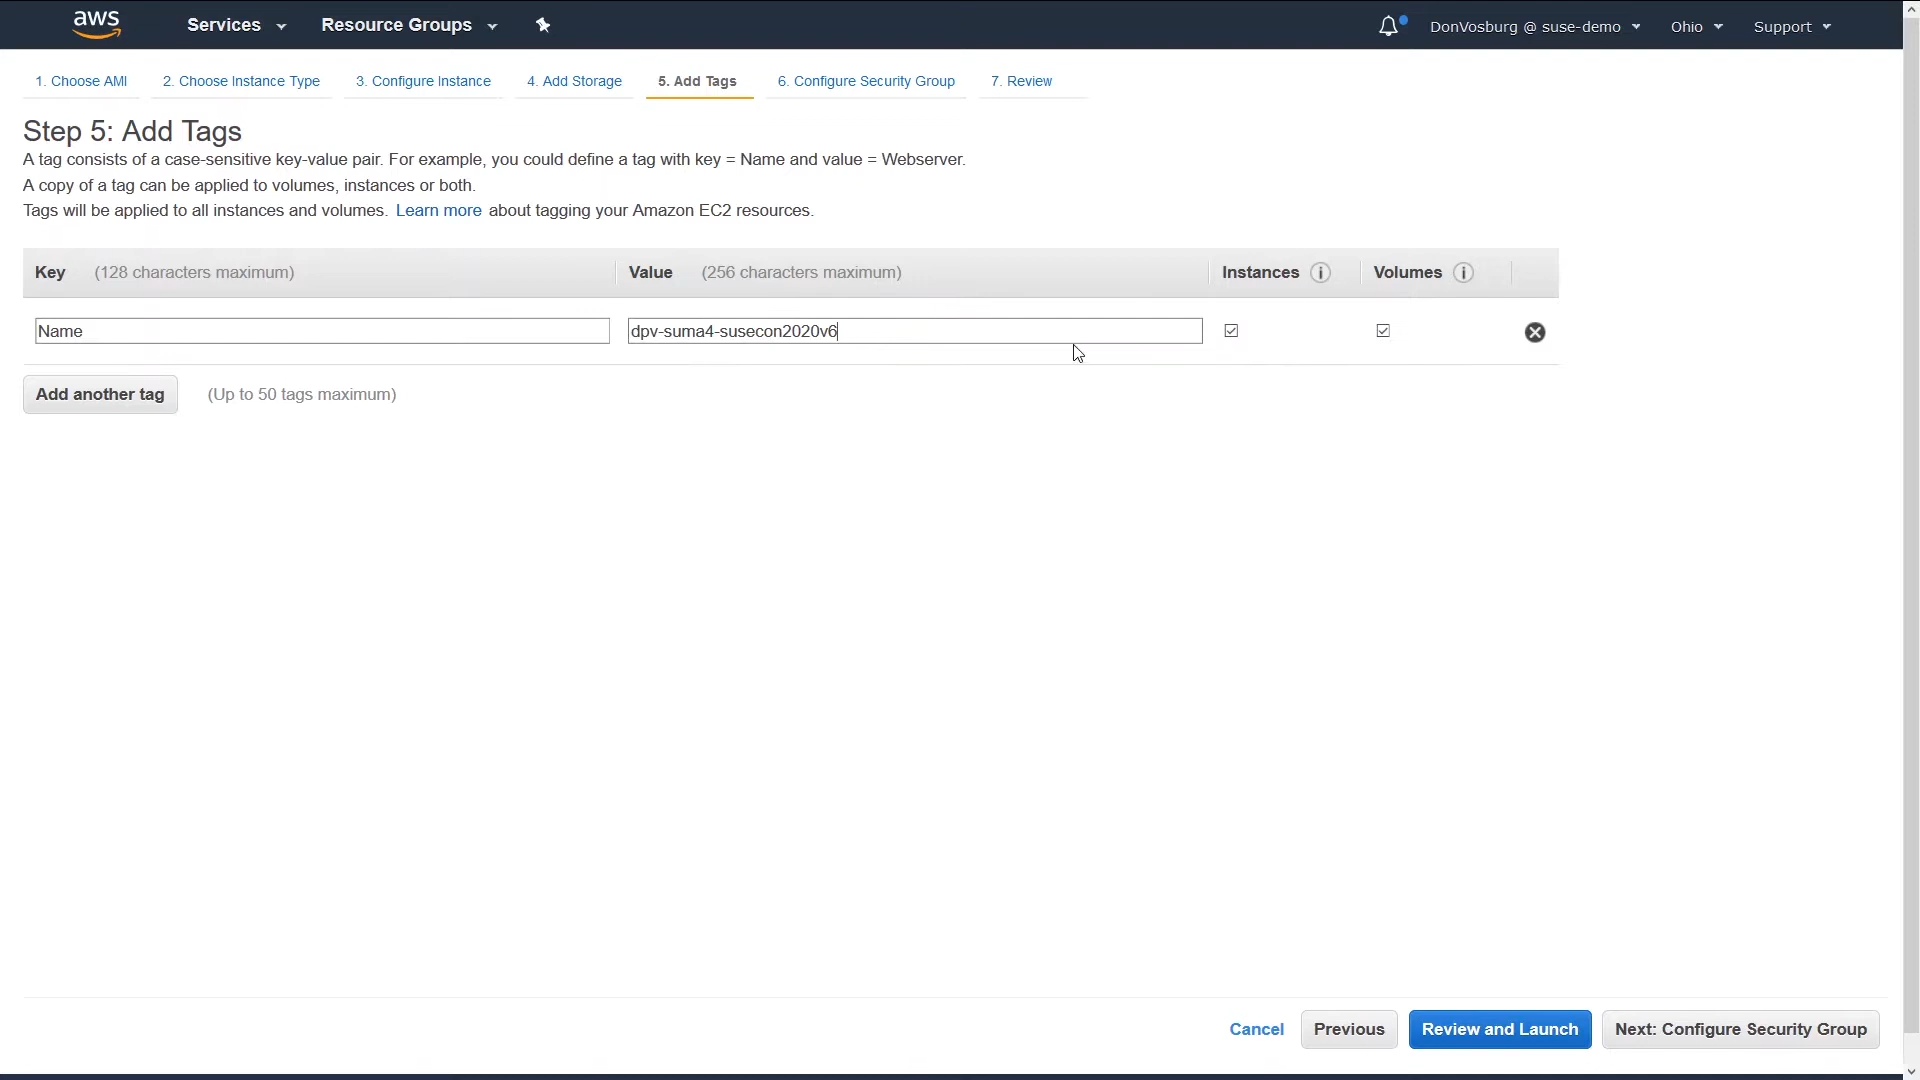 aws Services Resource Groups DonVosburg @ suse-demo Ohio Support
1. Choose AMI 2. Choose Instance Type 3. Configure Instance 4. Add Storage 5. Add Tags 6. Configure Security Group 7. Review
Step 5: Add Tags
A tag consists of a case-sensitive key-value pair. For example, you could define a tag with key = Name and value = Webserver.
A copy of a tag can be applied to volumes, instances or both.
Tags will be applied to all instances and volumes. Learn more about tagging your Amazon EC2 resources.
Key (128 characters maximum) Value (256 characters maximum) Instances i Volumes i
Name dpv-suma4-susecon2020v6
Add another tag (Up to 50 tags maximum)
Cancel Previous Review and Launch Next: Configure Security Group